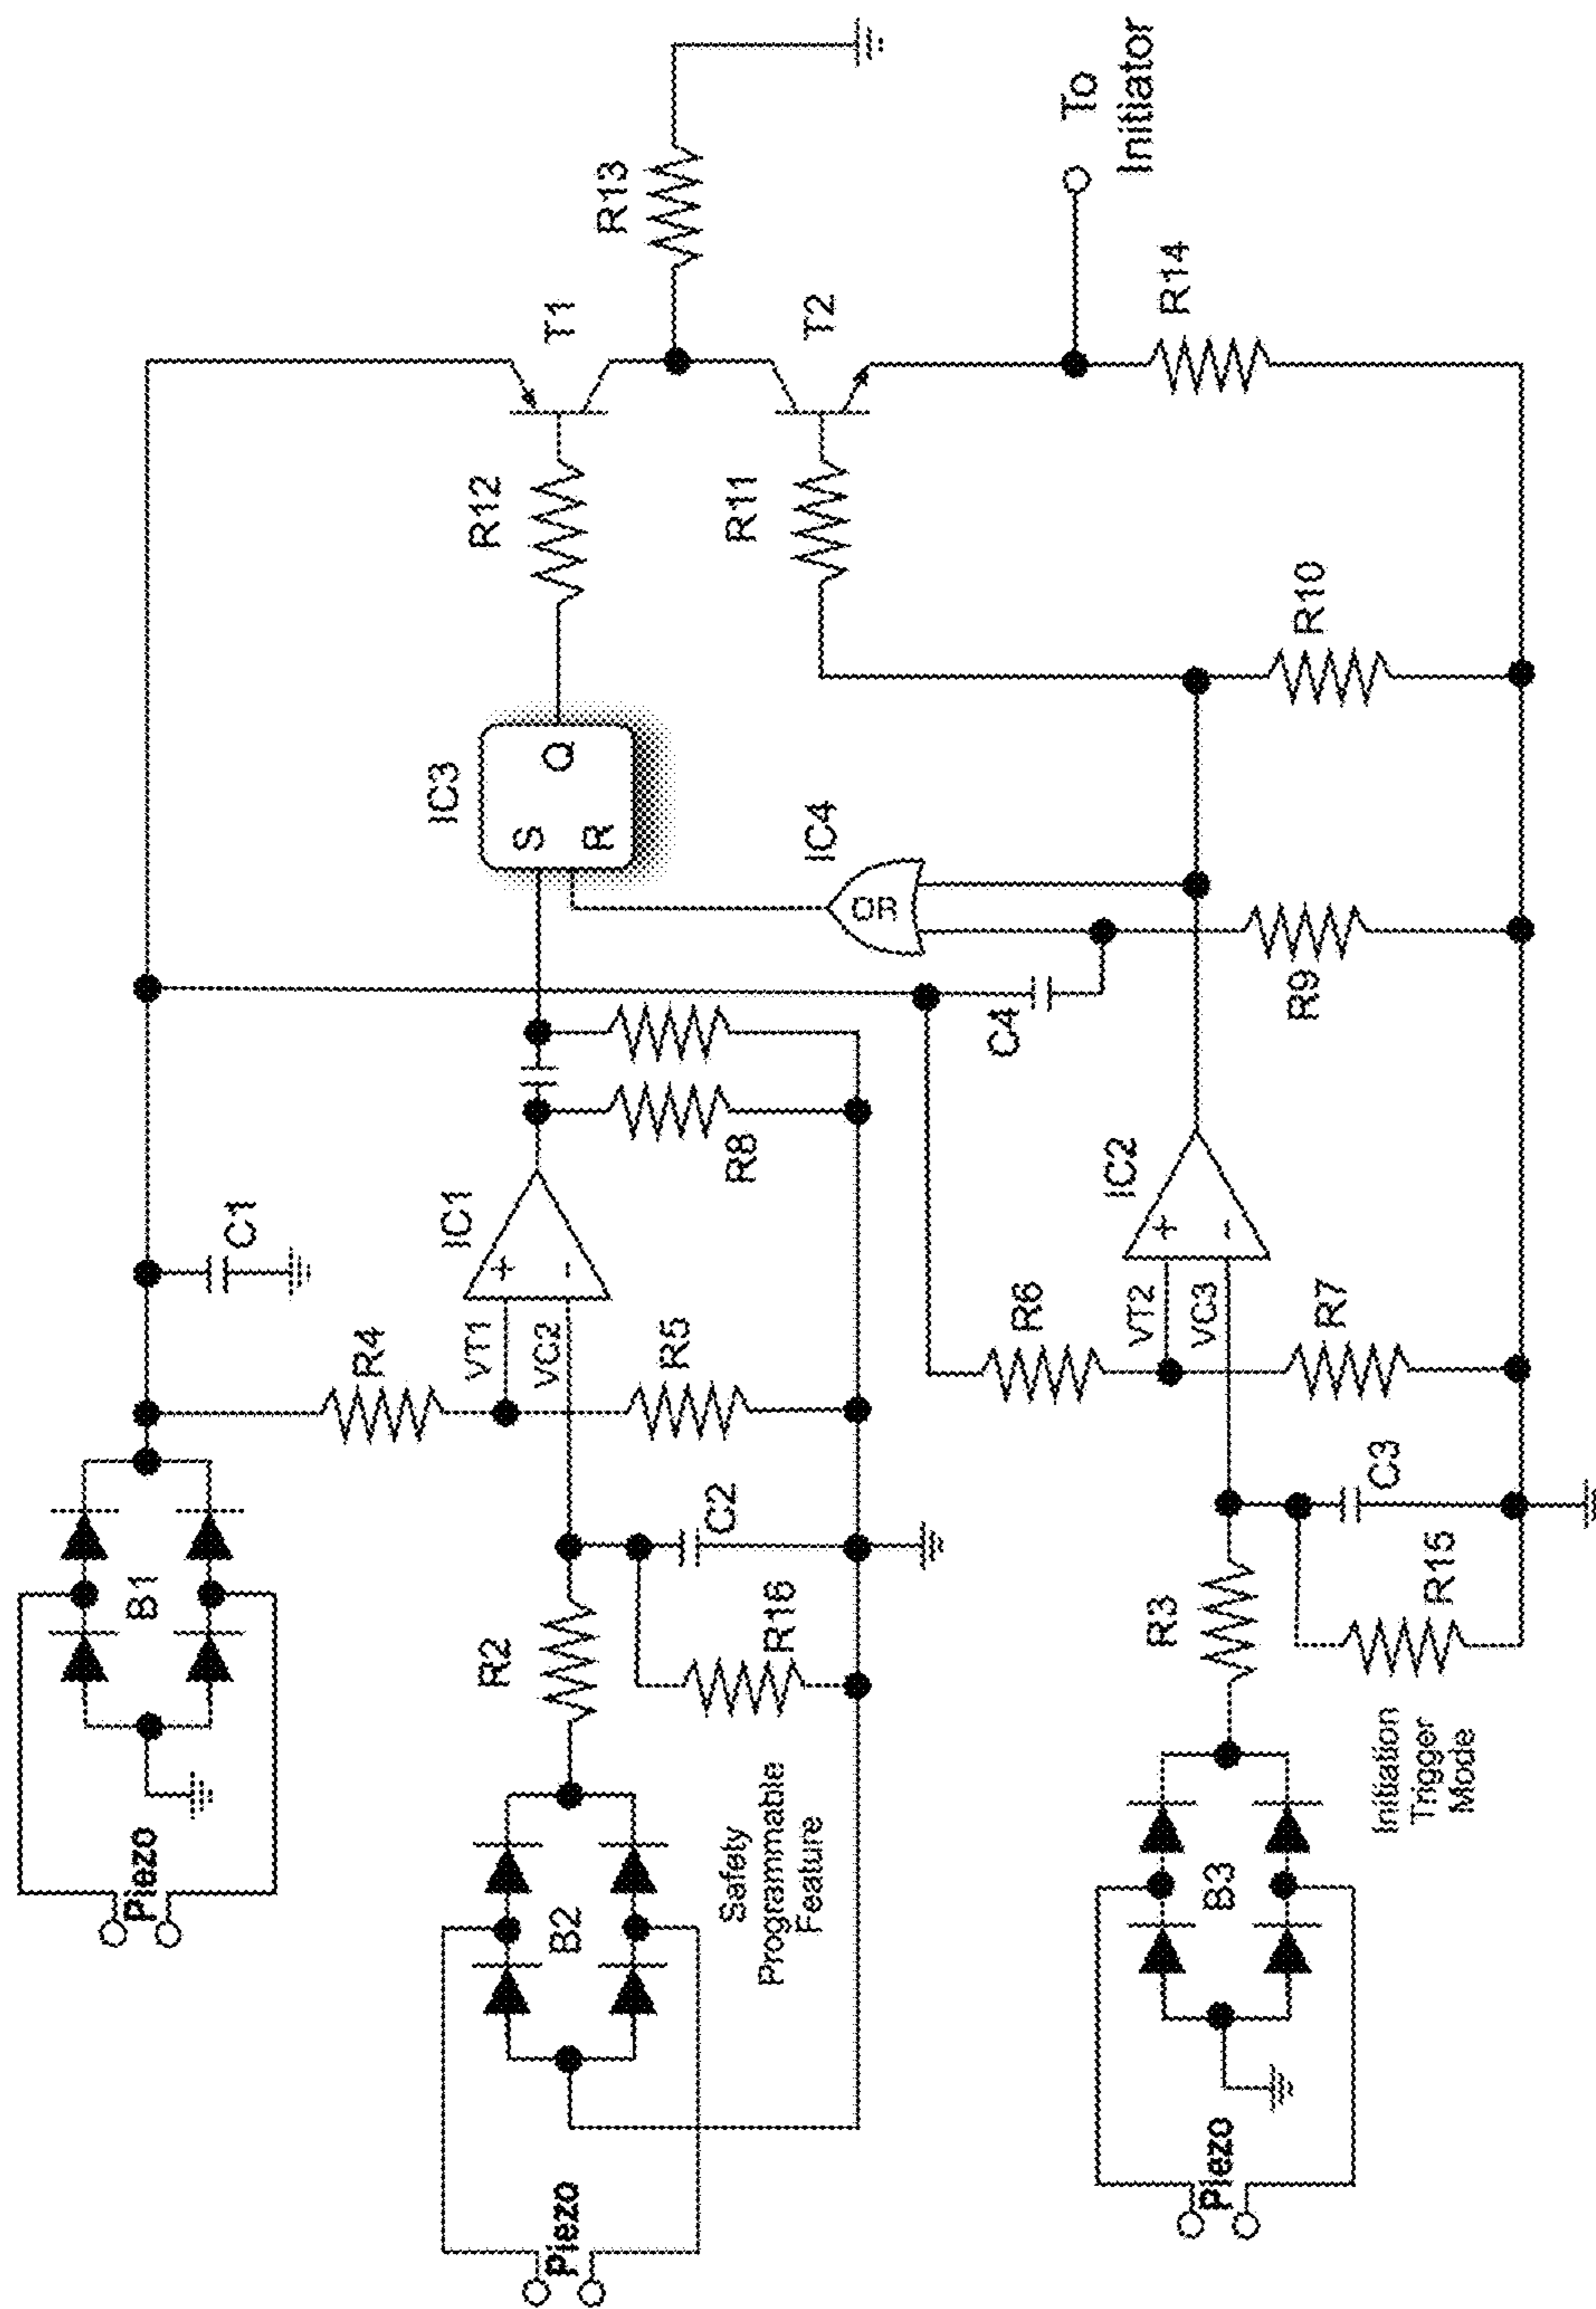 Piezo
B1
C1
R4
Piezo
B2
R2
Safety
Programmable
Feature
R16
C2
VT1
VC2
R5
IC1
+
-
R8
IC3
S
R
Q
R12
T1
R13
IC4
OR
R11
T2
To
Initiator
R14
Piezo
B3
R3
Initiation
Trigger
Mode
R15
C3
R6
VT2
VC3
R7
IC2
+
-
C4
R9
R10